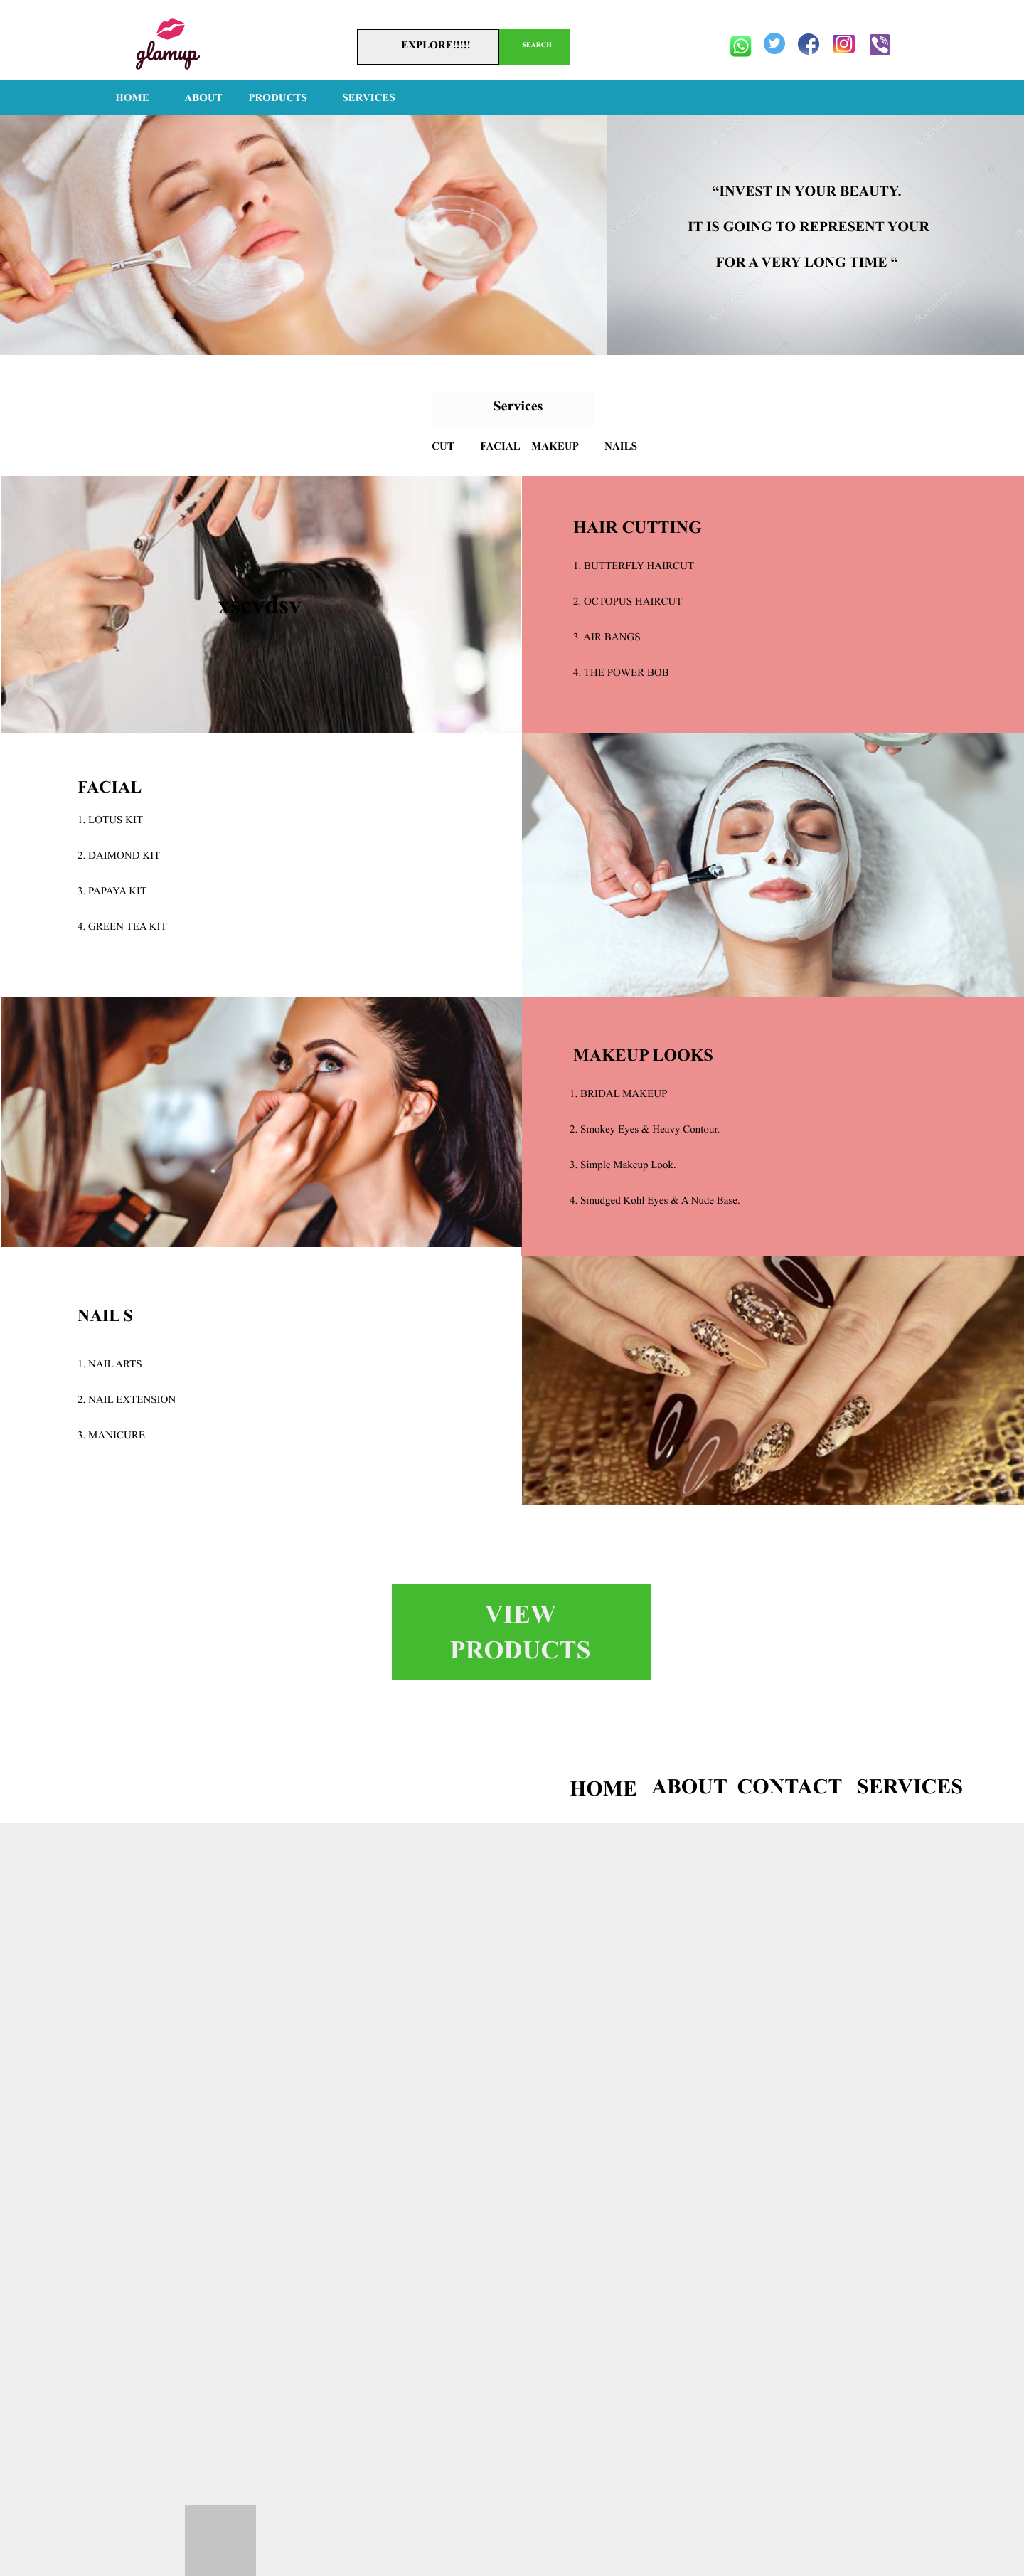 glamup
EXPLORE!!!!!
SEARCH
HOME ABOUT PRODUCTS SERVICES
“INVEST IN YOUR BEAUTY.
IT IS GOING TO REPRESENT YOUR
FOR A VERY LONG TIME “
Services
CUT FACIAL MAKEUP NAILS
xscvdsv
HAIR CUTTING
1. BUTTERFLY HAIRCUT
2. OCTOPUS HAIRCUT
3. AIR BANGS
4. THE POWER BOB
FACIAL
1. LOTUS KIT
2. DAIMOND KIT
3. PAPAYA KIT
4. GREEN TEA KIT
MAKEUP LOOKS
1. BRIDAL MAKEUP
2. Smokey Eyes & Heavy Contour.
3. Simple Makeup Look.
4. Smudged Kohl Eyes & A Nude Base.
NAIL S
1. NAIL ARTS
2. NAIL EXTENSION
3. MANICURE
VIEW
PRODUCTS
HOME ABOUT CONTACT SERVICES